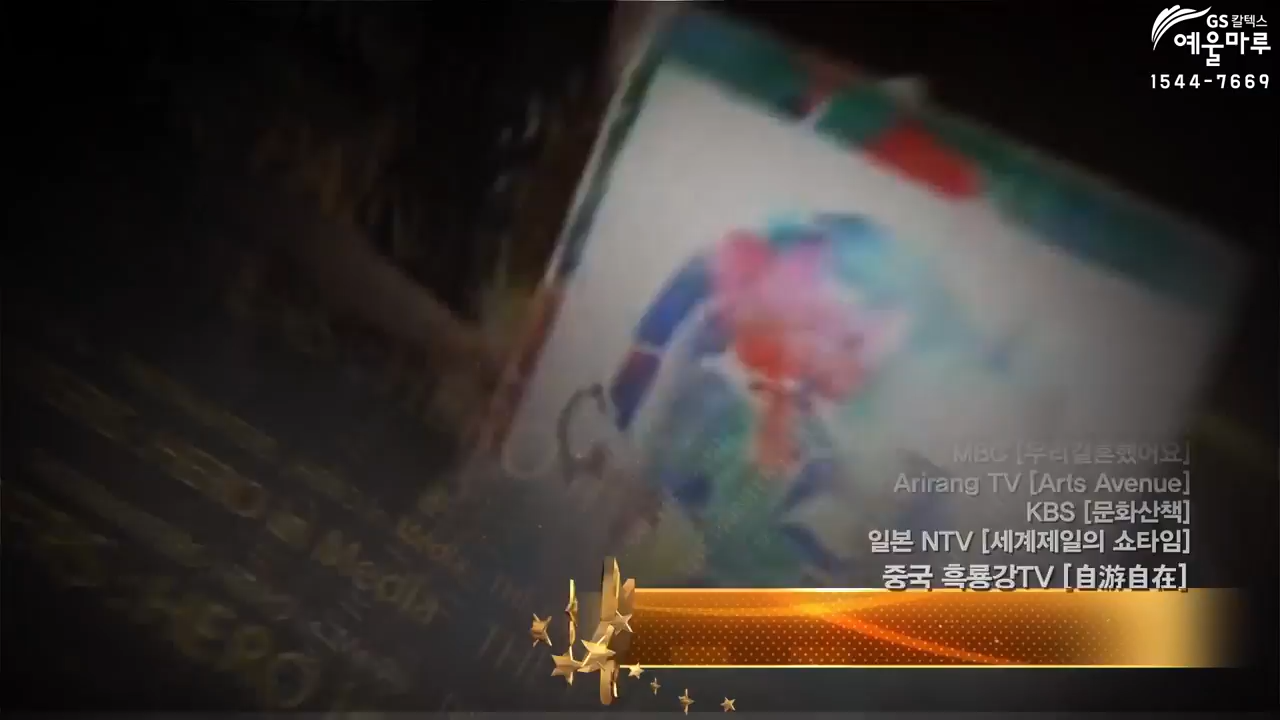 GS칼텍스
예울마루
1544-7669
MBC [우리결혼했어요]
Arirang TV [Arts Avenue]
KBS [문화산책]
일본 NTV [세계제일의 쇼타임]
중국 흑룡강TV [自游自在]
Media